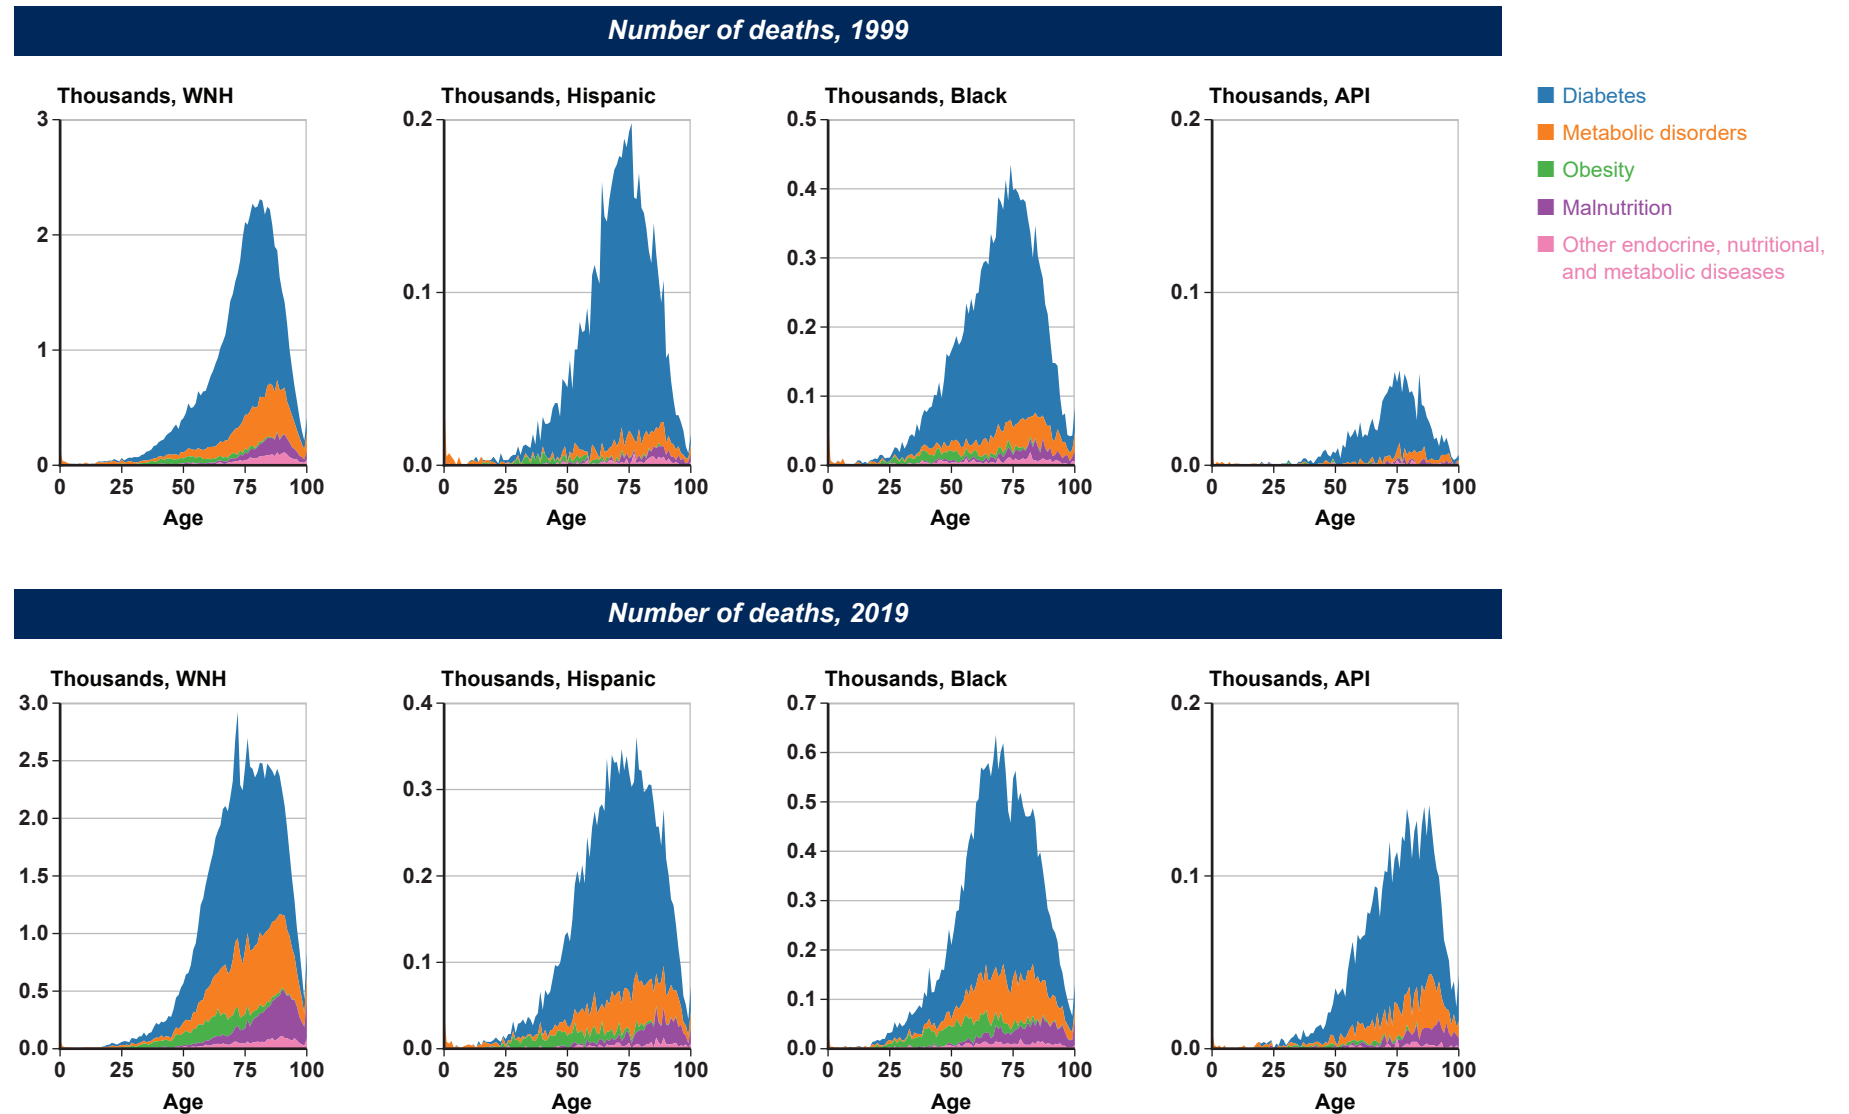 Number of deaths, 1999
Thousands, WNH
3
2
1
0
0 25 50 75 100
Age
Thousands, Hispanic
0.2
0.1
0.0
0 25 50 75 100
Age
Thousands, Black
0.5
0.4
0.3
0.2
0.1
0.0
0 25 50 75 100
Age
Thousands, API
0.2
0.1
0.0
0 25 50 75 100
Age
Diabetes
Metabolic disorders
Obesity
Malnutrition
Other endocrine, nutritional,
and metabolic diseases
Number of deaths, 2019
Thousands, WNH
3.0
2.5
2.0
1.5
1.0
0.5
0.0
0 25 50 75 100
Age
Thousands, Hispanic
0.4
0.3
0.2
0.1
0.0
0 25 50 75 100
Age
Thousands, Black
0.7
0.6
0.5
0.4
0.3
0.2
0.1
0.0
0 25 50 75 100
Age
Thousands, API
0.2
0.1
0.0
0 25 50 75 100
Age